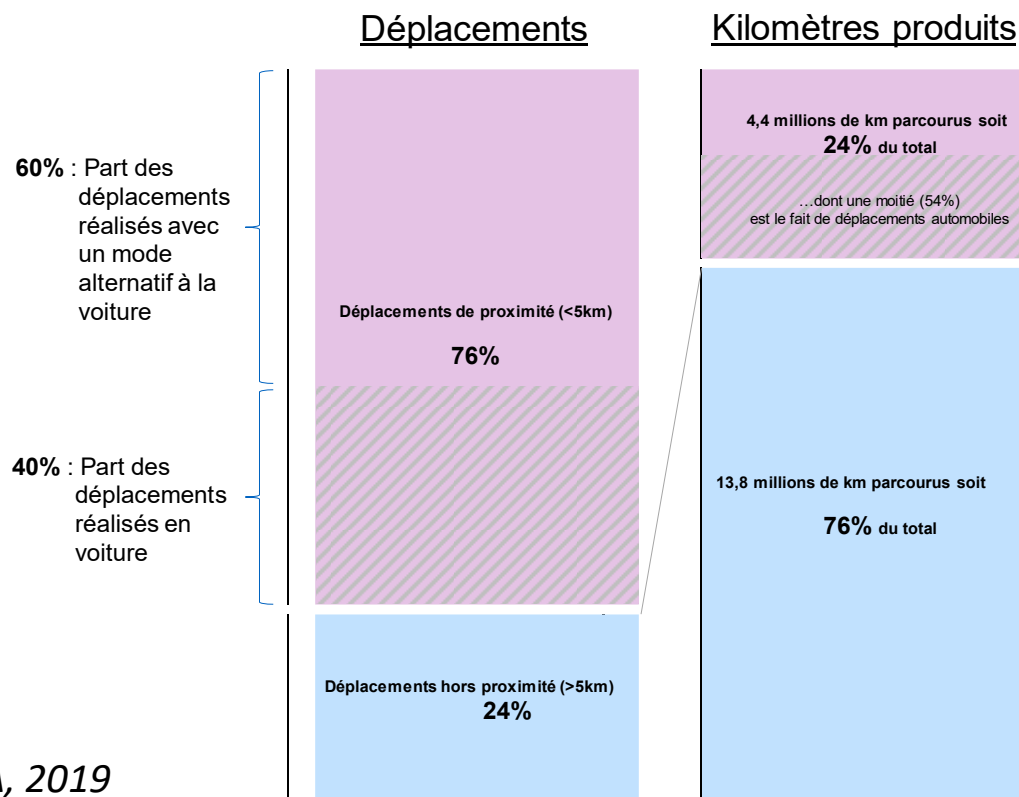 Déplacements
Kilomètres produits
60% : Part des
déplacements
réalisés avec
un mode
alternatif à la
voiture
40% : Part des
déplacements
réalisés en
voiture
Déplacements de proximité (<5km)
76%
Déplacements hors proximité (>5km)
24%
4,4 millions de km parcourus soit
24% du total
...dont une moitié (54%)
est le fait de déplacements automobiles
13,8 millions de km parcourus soit
76% du total
, 2019